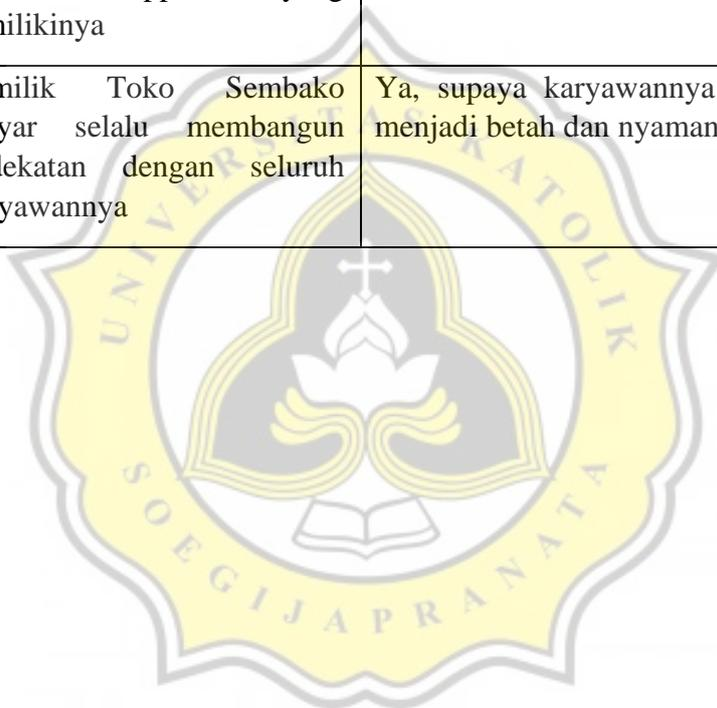 milikinya
milik Toko Sembako
yar selalu membangun
dekatan dengan seluruh
yawannya
Ya, supaya karyawannya
menjadi betah dan nyaman
UNIVERSITAS KATOLIK
SOEGIJAPRANATA